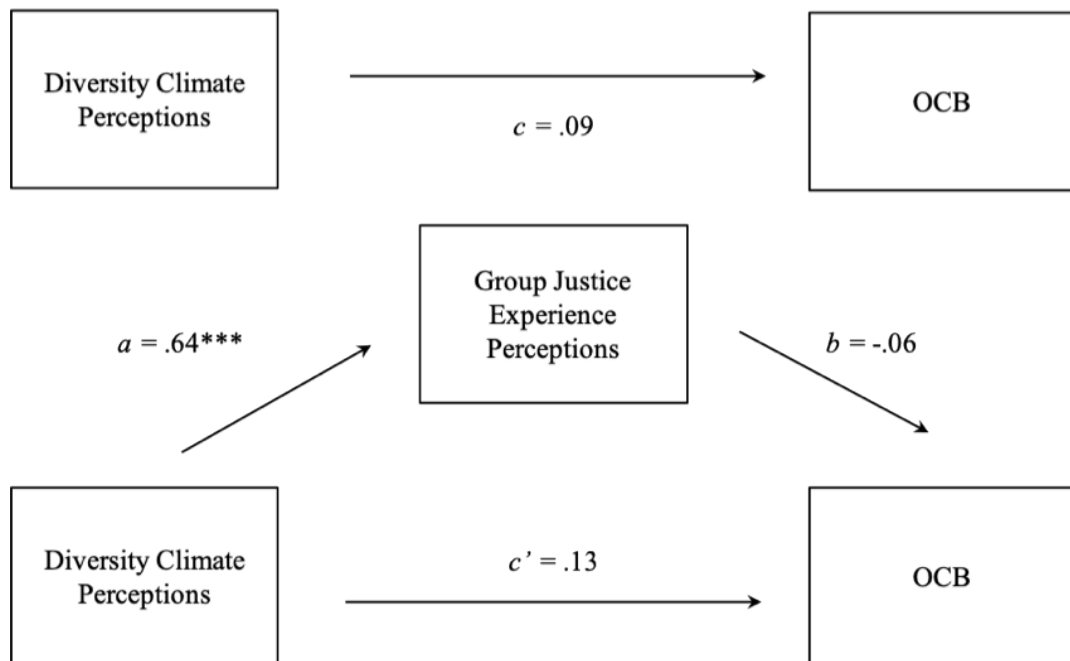 Diversity Climate
Perceptions
c = .09
OCB
Group Justice
Experience
Perceptions
a = .64***
b = -.06
Diversity Climate
Perceptions
c’ = .13
OCB